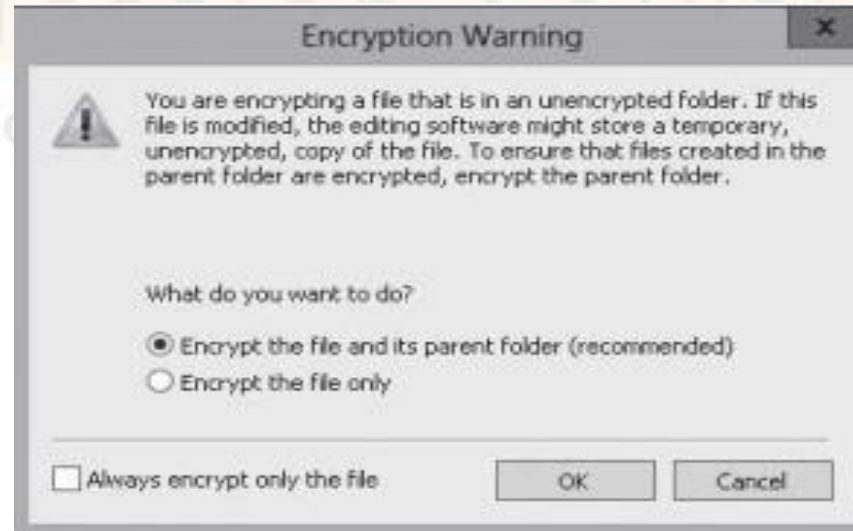 Encryption Warning
You are encrypting a file that is in an unencrypted folder. If this
file is modified, the editing software might store a temporary,
unencrypted, copy of the file. To ensure that files created in the
parent folder are encrypted, encrypt the parent folder.
What do you want to do?
Encrypt the file and its parent folder (recommended)
Encrypt the file only
Always encrypt only the file
OK
Cancel